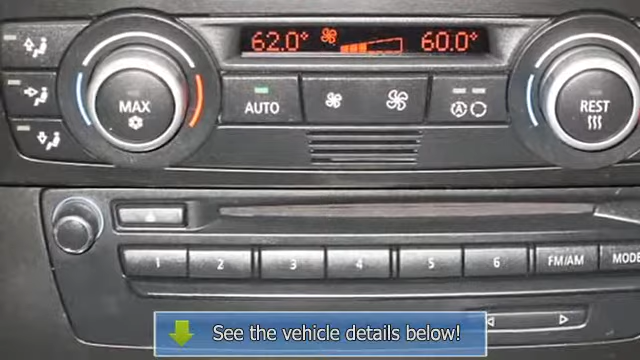 62.0° 60.0°
MAX AUTO REST
1 2 3 4 5 6 FM/AM MODE
See the vehicle details below!